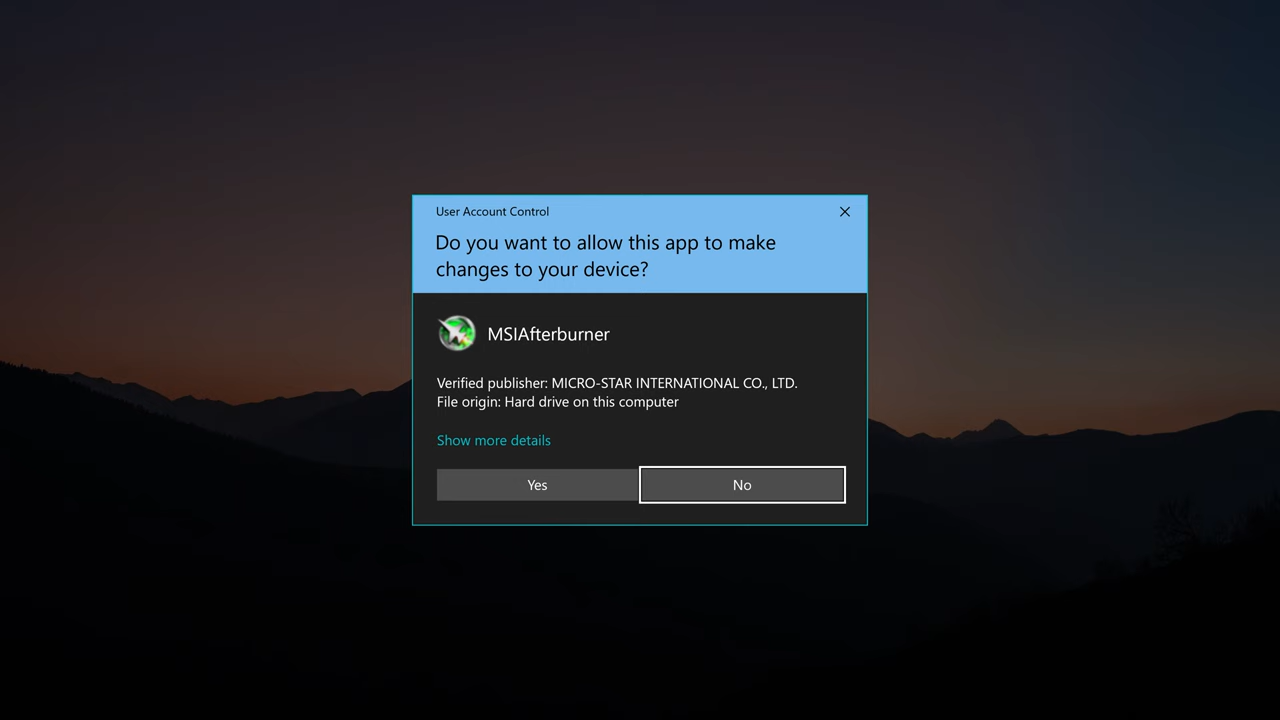 User Account Control
Do you want to allow this app to make
changes to your device?
MSIAfterburner
Verified publisher: MICRO-STAR INTERNATIONAL CO., LTD.
File origin: Hard drive on this computer
Show more details
Yes
No